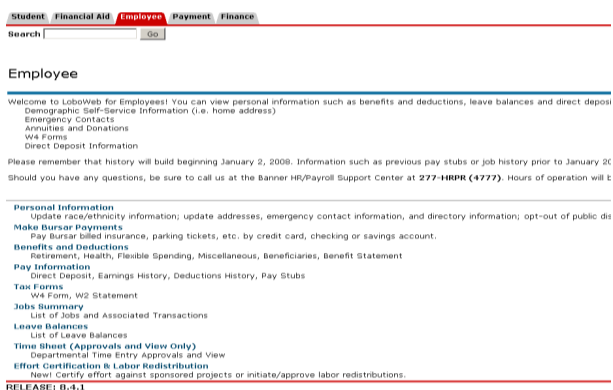 Student Financial Aid Employee Payment Finance
Search Go
Employee
Welcome to LoboWeb for Employees! You can view personal information such as benefits and deductions, leave balances and direct
Demographic Self-Service Information (i.e. home address)
Emergency Contacts
Annuities and Donations
W4 Forms
Direct Deposit Information
Please remember that history will build beginning January 2, 2008. Information such as previous pay stubs or job history prior to January
Should you have any questions, be sure to call us at the Banner HR/Payroll Support Center at 277-HRPR (4777). Hours of operation will
Personal Information
Update race/ethnicity information; update addresses, emergency contact information, and directory information; opt-out of public
Make Bursar Payments
Pay Bursar billed insurance, parking tickets, etc. by credit card, checking or savings account.
Benefits and Deductions
Retirement, Health, Flexible Spending, Miscellaneous, Beneficiaries, Benefit Statement
Pay Information
Direct Deposit, Earnings History, Deductions History, Pay Stubs
Tax Forms
W4 Form, W2 Statement
Jobs Summary
List of Jobs and Associated Transactions
Leave Balances
List of Leave Balances
Time Sheet (Approvals and View Only)
Departmental Time Entry Approvals and View
Effort Certification & Labor Redistribution
New! Certify effort against sponsored projects or initiate/approve labor redistributions.
RELEASE: 8.4.1